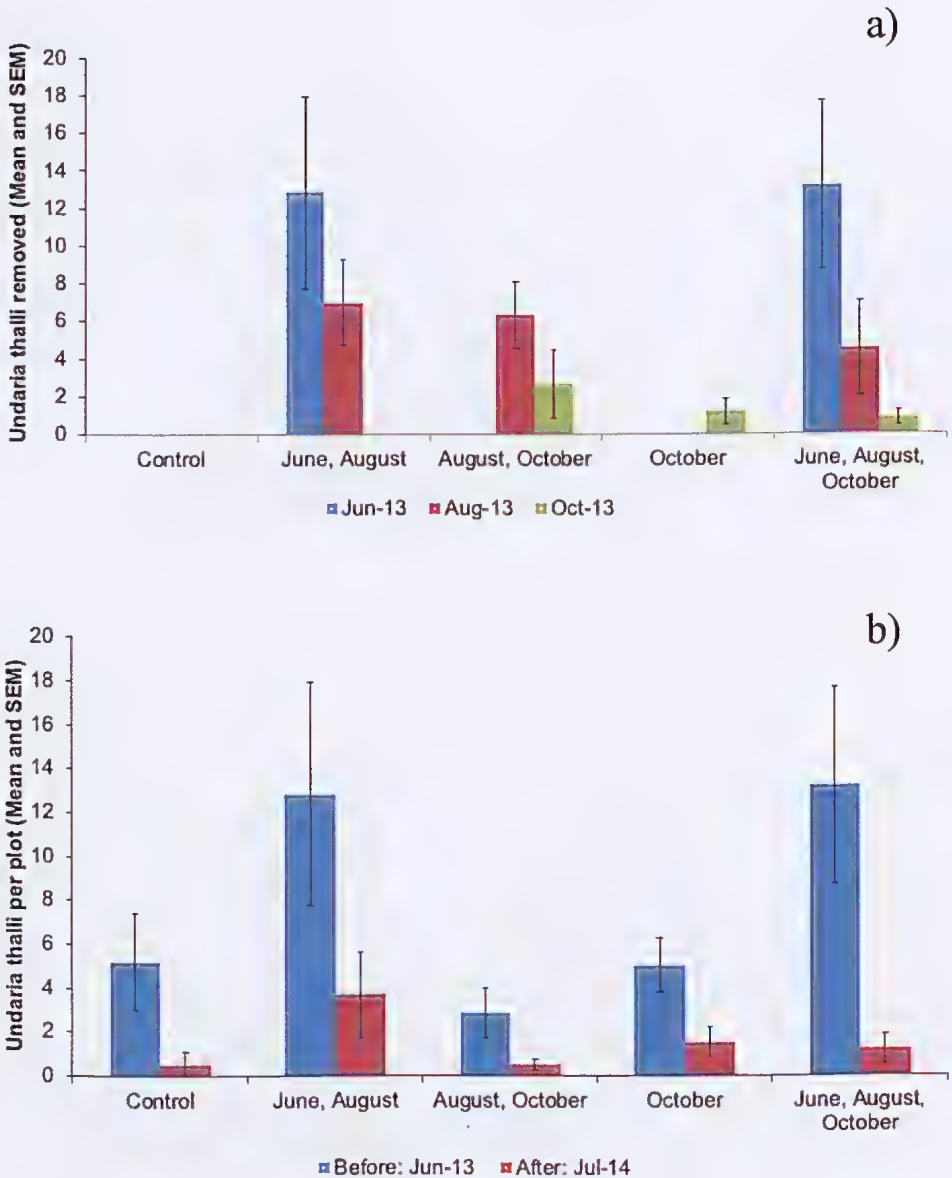 a)
Undaria thalli removed (Mean and SEM)
20
18
16
14
12
10
8
6
4
2
0
Control
June, August
August, October
October
June, August,
October
Jun-13
Aug-13
Oct-13
b)
Undaria thalli per plot (Mean and SEM)
20
18
16
14
12
10
8
6
4
2
0
Control
June, August
August, October
October
June, August,
October
Before: Jun-13
After: Jul-14